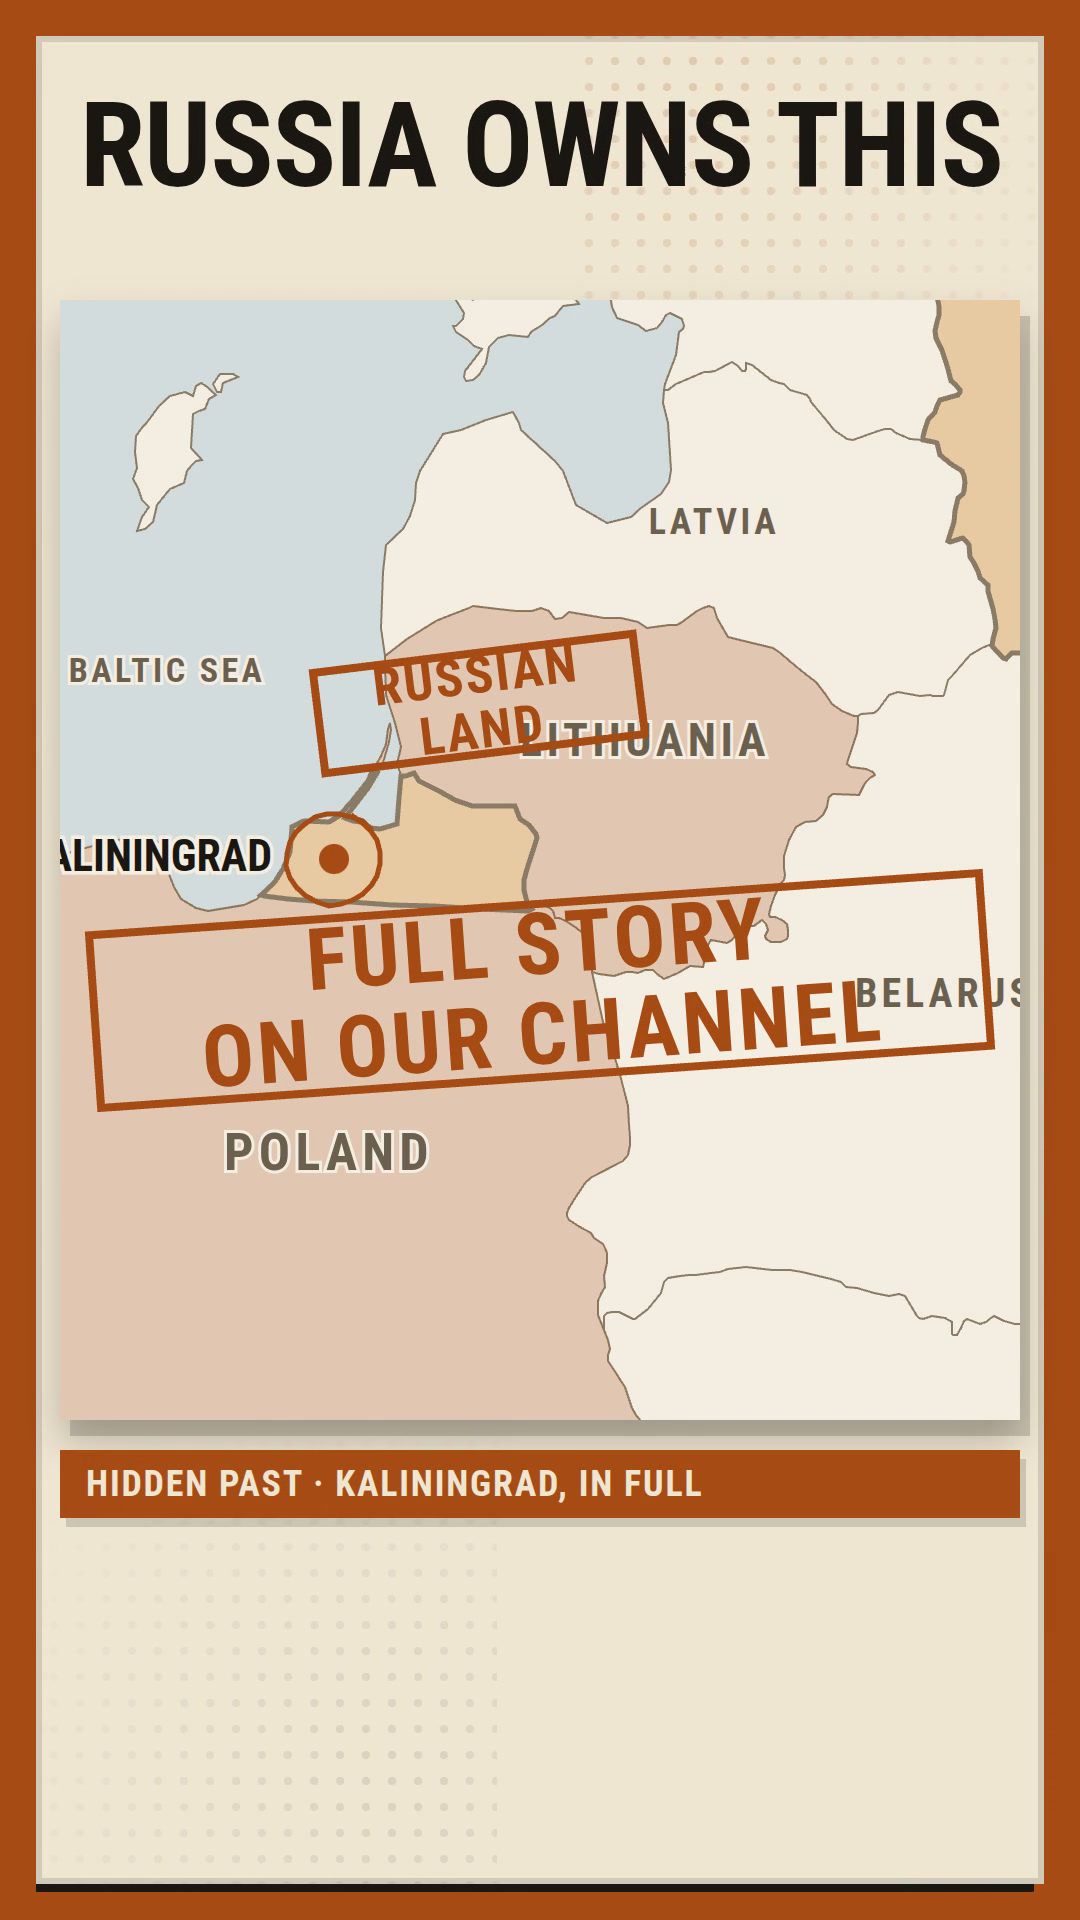 RUSSIA OWNS THIS
LATVIA
BALTIC SEA
RUSSIAN
LAND
LITHUANIA
ALININGRAD
FULL STORY
ON OUR CHANNEL
BELARUS
POLAND
HIDDEN PAST · KALININGRAD, IN FULL